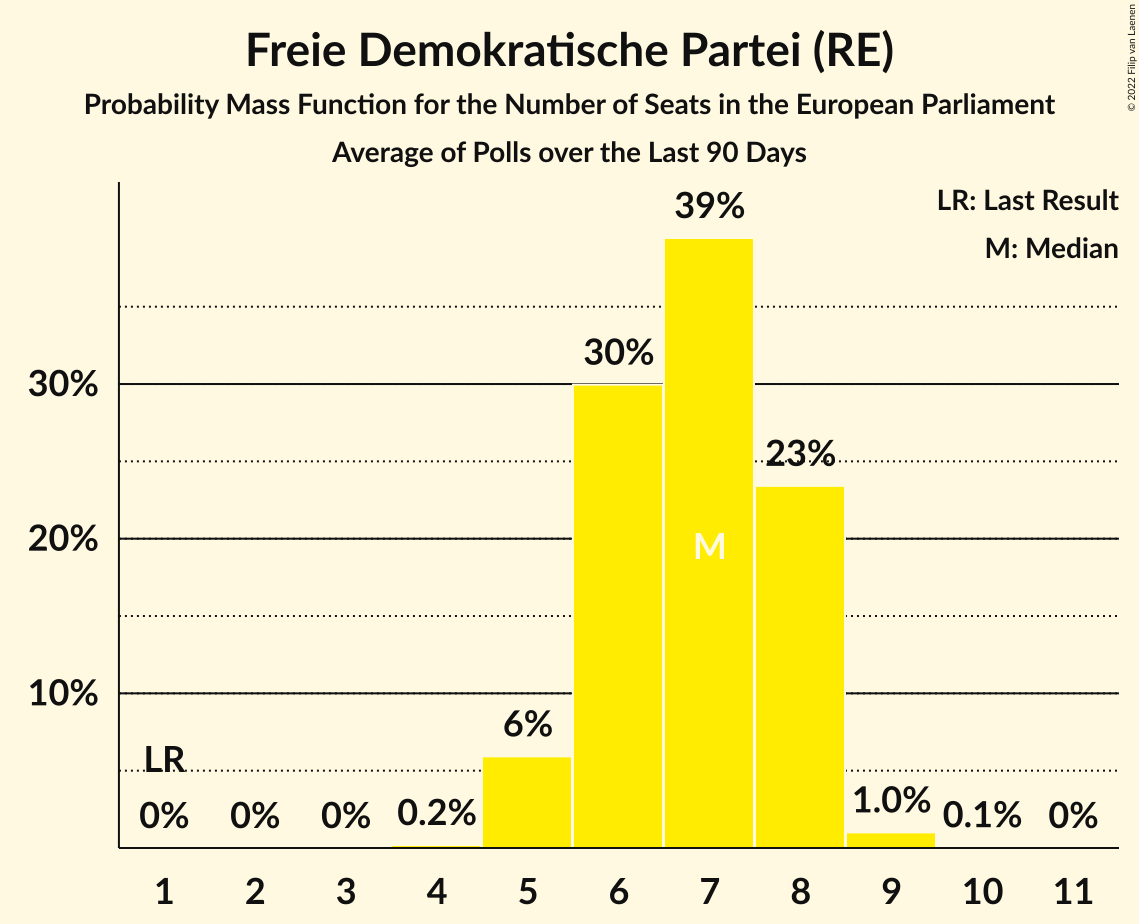 Freie Demokratische Partei (RE)
Probability Mass Function for the Number of Seats in the European Parliament
Average of Polls over the Last 90 Days
© 2022 Filip van Laenen
LR: Last Result
M: Median
39%
30%
30%
23%
20%
M
10%
6%
LR
0%
0%
0%
0.2%
1.0%
0.1%
0%
1 2 3 4 5 6 7 8 9 10 11